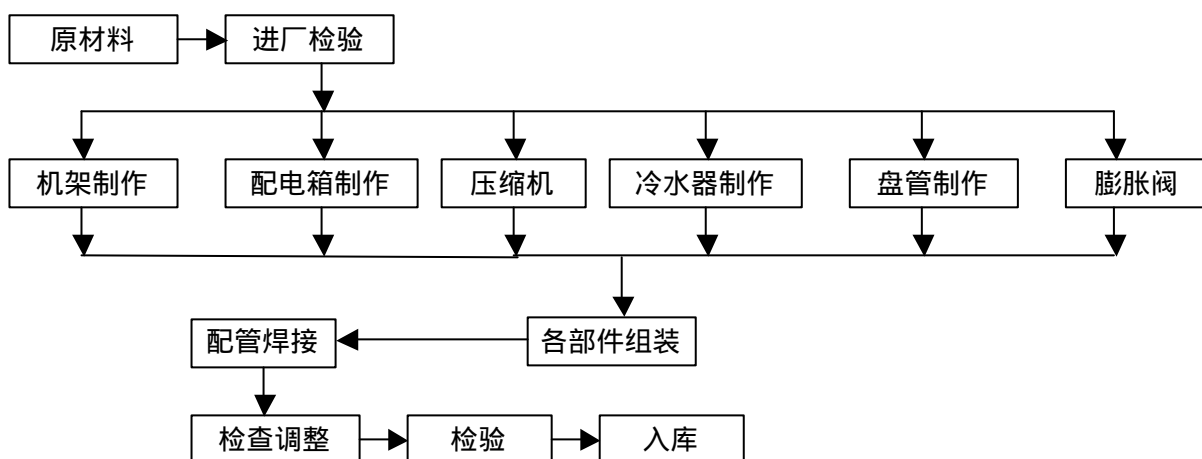 原材料
进厂检验
机架制作
配电箱制作
压缩机
冷水器制作
盘管制作
膨胀阀
配管焊接
各部件组装
检查调整
检验
入库